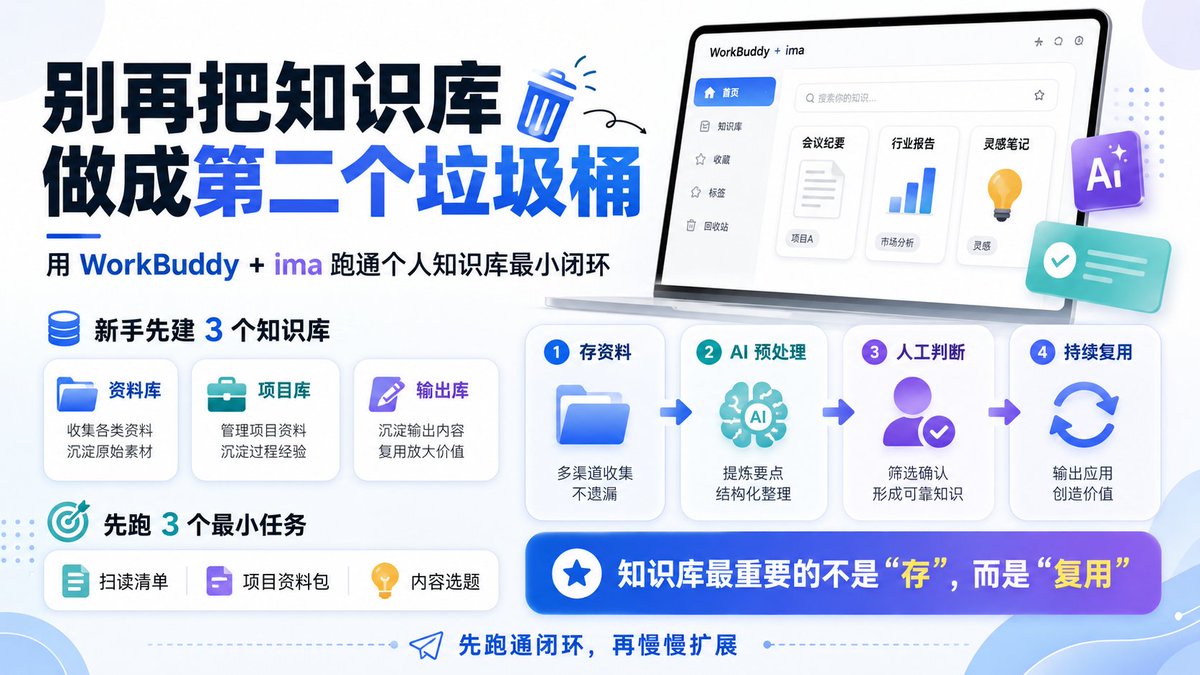 别再把知识库
做成第二个垃圾桶
用 WorkBuddy + ima 跑通个人知识库最小闭环
新手先建 3 个知识库
资料库
收集各类资料
沉淀原始素材
项目库
管理项目资料
沉淀过程经验
输出库
沉淀输出内容
复用放大价值
先跑 3 个最小任务
扫读清单
项目资料包
内容选题
WorkBuddy + ima
首页
知识库
收藏
标签
回收站
搜索你的知识...
会议纪要
项目A
行业报告
市场分析
灵感笔记
灵感
Ai
1 存资料
多渠道收集
不遗漏
2 AI 预处理
AI
提炼要点
结构化整理
3 人工判断
筛选确认
形成可靠知识
4 持续复用
输出应用
创造价值
知识库最重要的不是“存”，而是“复用”
先跑通闭环，再慢慢扩展